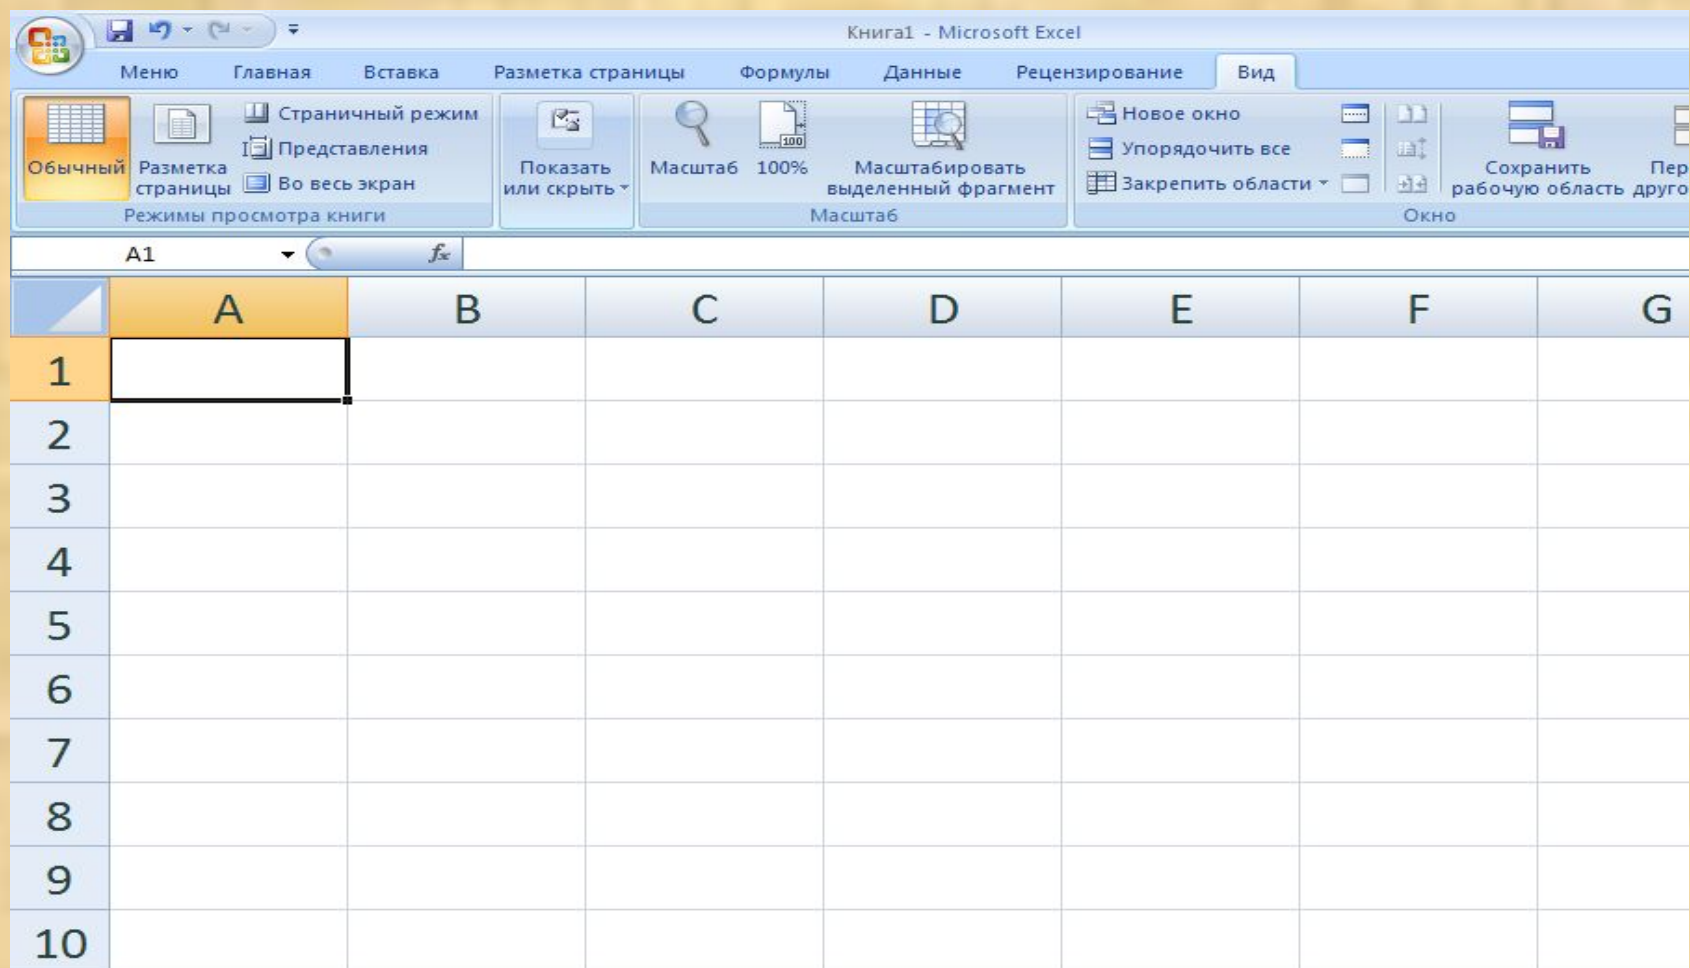 Книга1 - Microsoft Excel
Меню Главная Вставка Разметка страницы Формулы Данные Рецензирование Вид
Обычный
Разметка страницы
Страничный режим
Представления
Во весь экран
Режимы просмотра книги
Показать или скрыть
Масштаб
100%
100
Масштабировать выделенный фрагмент
Масштаб
Новое окно
Упорядочить все
Закрепить области
Сохранить рабочую область
Окно
A1 fx
A B C D E F G
1
2
3
4
5
6
7
8
9
10